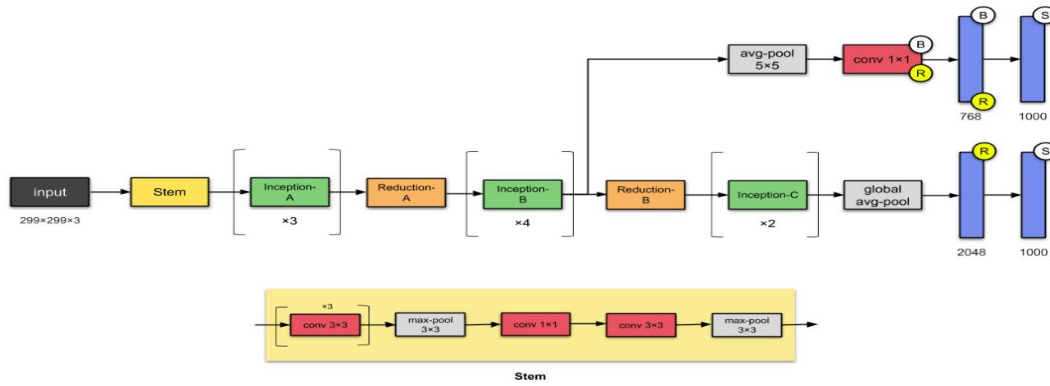 avg-pool
5×5
conv 1×1
B
R
B
R
S
768
1000
input
299×299×3
Stem
Inception-
A
×3
Reduction-
A
Inception-
B
×4
Reduction-
B
Inception-C
×2
global
avg-pool
R
S
2048
1000
×3
conv 3×3
max-pool
3×3
conv 1×1
conv 3×3
max-pool
3×3
Stem